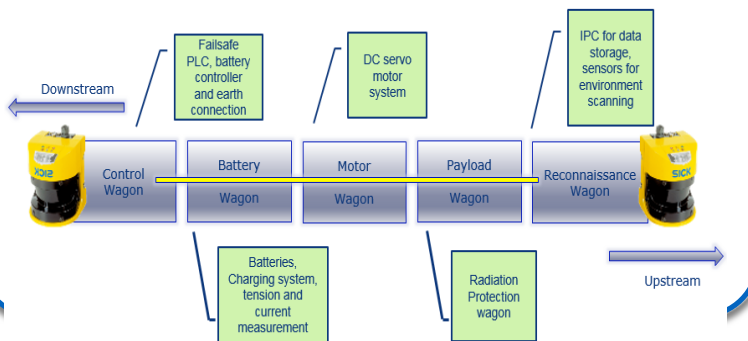 Failsafe
PLC, battery
controller
and earth
connection
DC servo
motor
system
IPC for data
storage,
sensors for
environment
scanning
Downstream
SICK
Control
Wagon
Battery
Wagon
Motor
Wagon
Payload
Wagon
Reconnaissance
Wagon
SICK
Batteries,
Charging system,
tension and
current
measurement
Radiation
Protection
wagon
Upstream